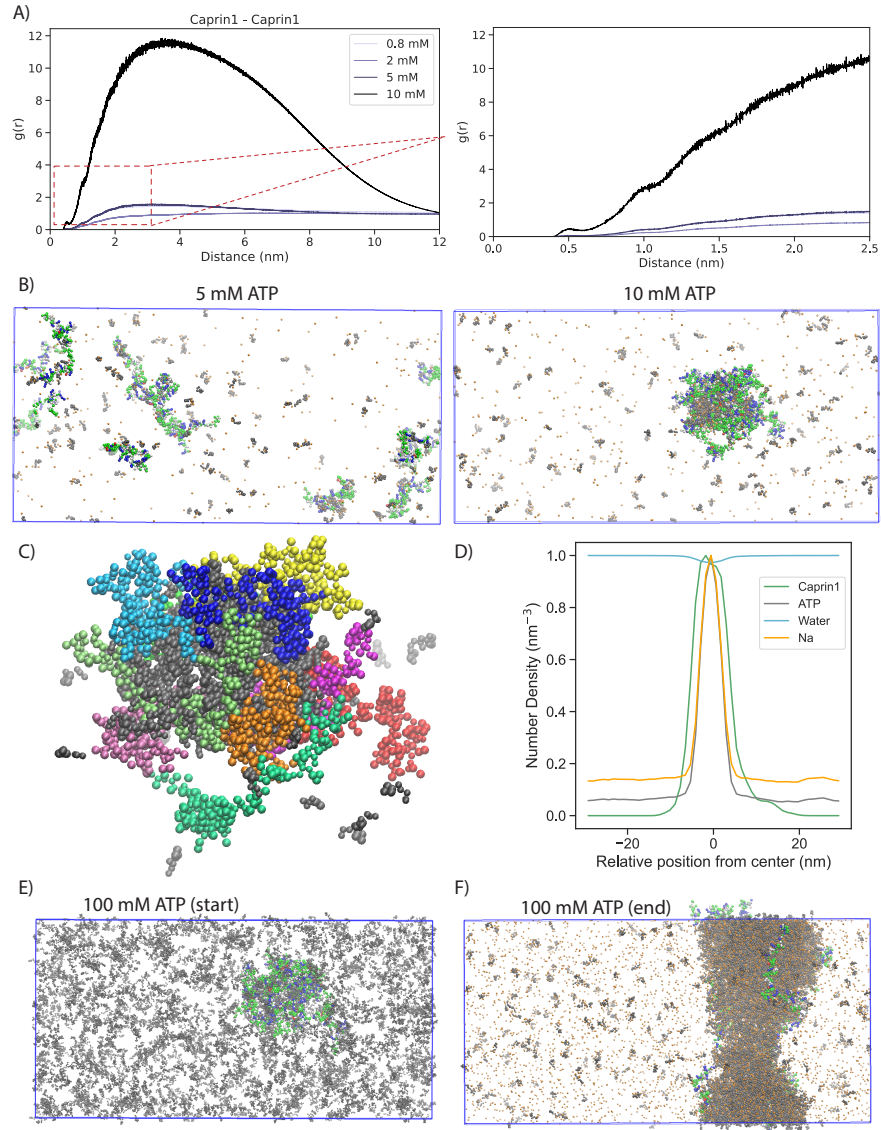 A)
Caprin1 - Caprin1
g(r)
12
10
8
6
4
2
0
0.8 mM
2 mM
5 mM
10 mM
0
2
4
6
8
10
12
Distance (nm)
g(r)
12
10
8
6
4
2
0
0.0
0.5
1.0
1.5
2.0
2.5
Distance (nm)
B)
5 mM ATP
10 mM ATP
C)
D)
Number Density (nm⁻³)
1.0
0.8
0.6
0.4
0.2
0.0
Caprin1
ATP
Water
Na
−20
0
20
Relative position from center (nm)
E)
100 mM ATP (start)
F)
100 mM ATP (end)